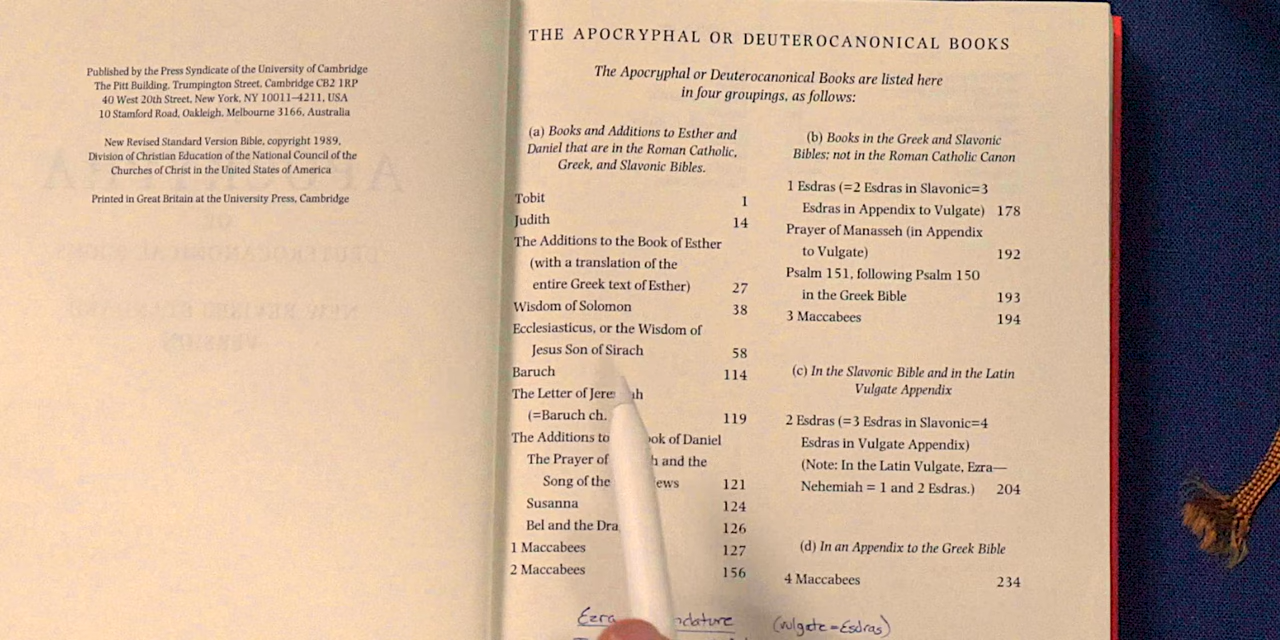 Published by the Press Syndicate of the University of Cambridge
The Pitt Building, Trumpington Street, Cambridge CB2 1RP
40 West 20th Street, New York, NY 10011–4211, USA
10 Stamford Road, Oakleigh, Melbourne 3166, Australia
New Revised Standard Version Bible, copyright 1989,
Division of Christian Education of the National Council of the
Churches of Christ in the United States of America
Printed in Great Britain at the University Press, Cambridge
THE APOCRYPHAL OR DEUTEROCANONICAL BOOKS
The Apocryphal or Deuterocanonical Books are listed here
in four groupings, as follows:
(a) Books and Additions to Esther and
Daniel that are in the Roman Catholic,
Greek, and Slavonic Bibles.
Tobit 1
Judith 14
The Additions to the Book of Esther
(with a translation of the
entire Greek text of Esther) 27
Wisdom of Solomon 38
Ecclesiasticus, or the Wisdom of
Jesus Son of Sirach 58
Baruch 114
The Letter of
(=Baruch ch. 119
The Additions to of Daniel
The Prayer of and the
Song of the 121
Susanna 124
Bel and the 126
1 Maccabees 127
2 Maccabees 156
(b) Books in the Greek and Slavonic
Bibles; not in the Roman Catholic Canon
1 Esdras (=2 Esdras in Slavonic=3
Esdras in Appendix to Vulgate) 178
Prayer of Manasseh (in Appendix
to Vulgate) 192
Psalm 151, following Psalm 150
in the Greek Bible 193
3 Maccabees 194
(c) In the Slavonic Bible and in the Latin
Vulgate Appendix
2 Esdras (=3 Esdras in Slavonic=4
Esdras in Vulgate Appendix)
(Note: In the Latin Vulgate, Ezra—
Nehemiah = 1 and 2 Esdras.) 204
(d) In an Appendix to the Greek Bible
4 Maccabees 234
Ezra (vulgate=Esdras)